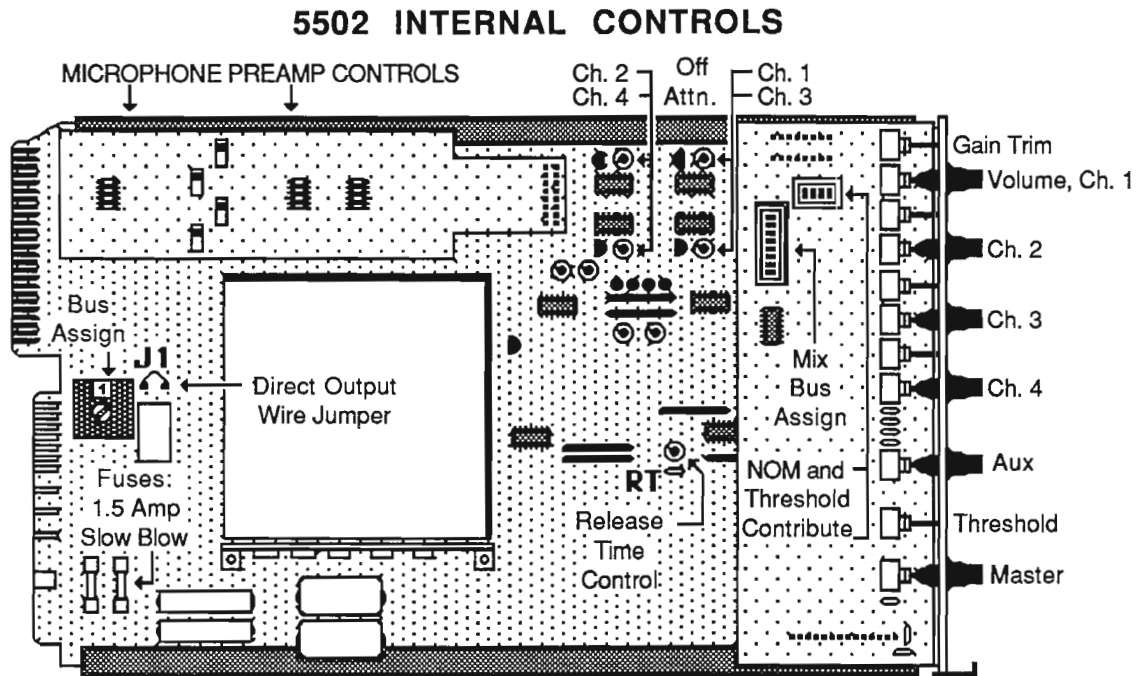 5502 INTERNAL CONTROLS
MICROPHONE PREAMP CONTROLS
Ch. 2
Ch. 4
Off
Attn.
Ch. 1
Ch. 3
Gain Trim
Volume, Ch. 1
Ch. 2
Ch. 3
Ch. 4
Aux
Threshold
Master
Bus
Assign
1
J1
Direct Output
Wire Jumper
Mix
Bus
Assign
Fuses:
1.5 Amp
Slow Blow
RT
Release
Time
Control
NOM and
Threshold
Contribute